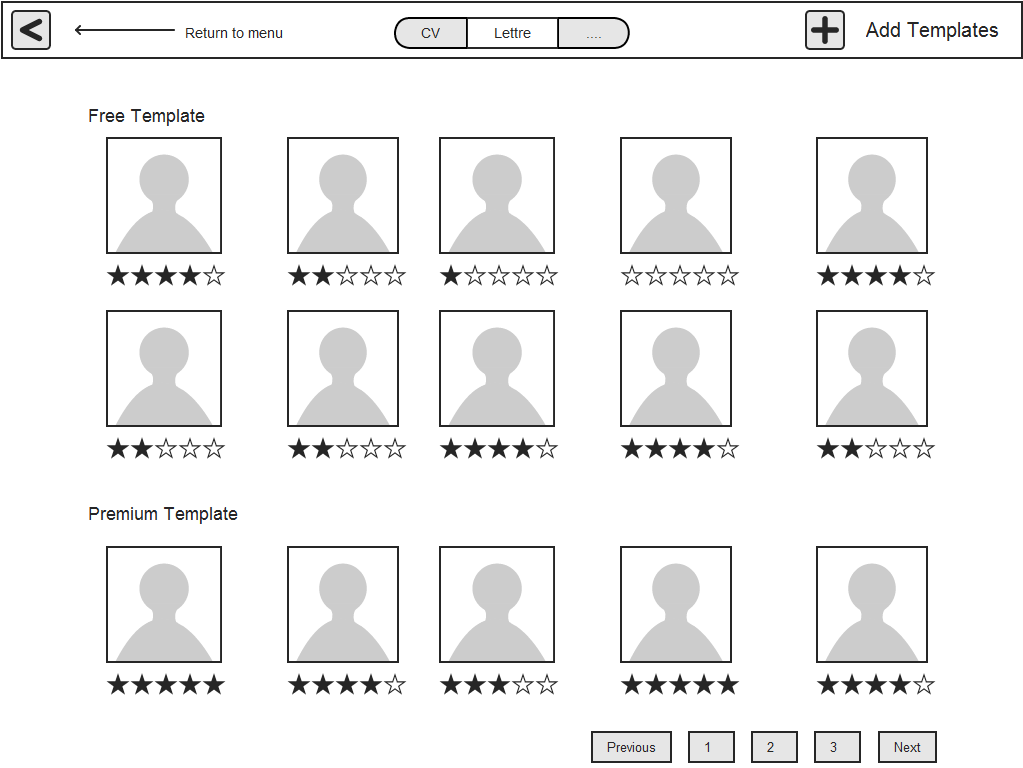 Return to menu
CV
Lettre
....
Add Templates
Free Template
Premium Template
Previous
1
2
3
Next